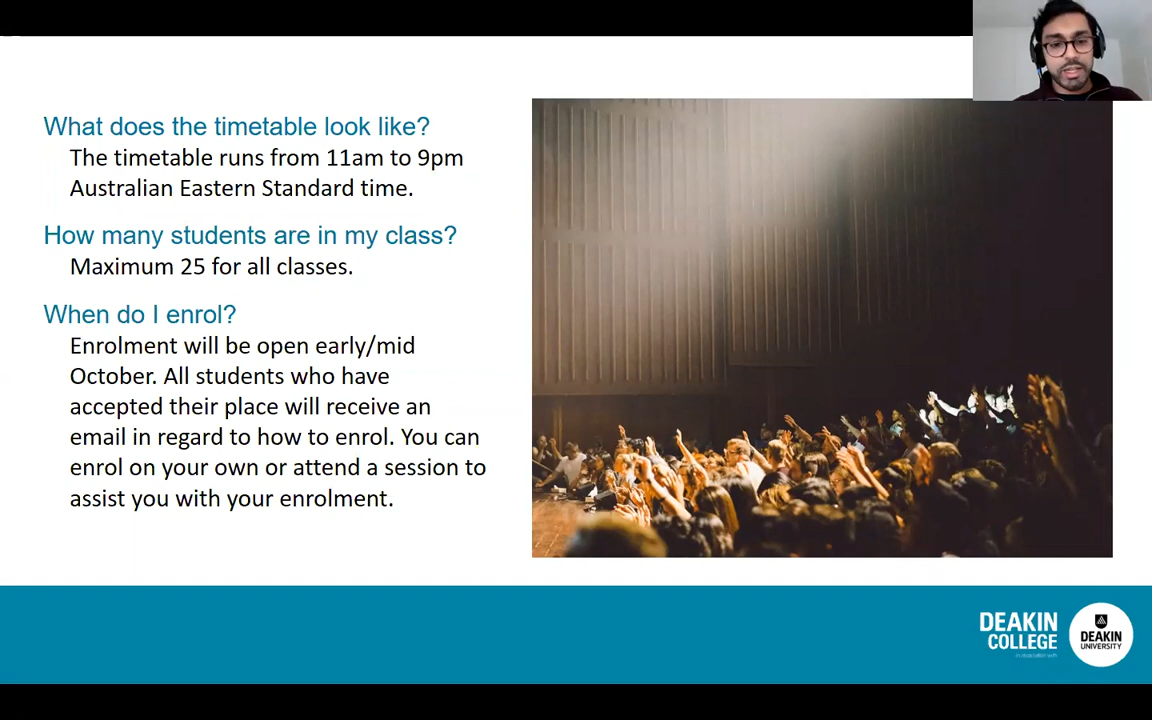 What does the timetable look like?
The timetable runs from 11am to 9pm
Australian Eastern Standard time.
How many students are in my class?
Maximum 25 for all classes.
When do I enrol?
Enrolment will be open early/mid
October. All students who have
accepted their place will receive an
email in regard to how to enrol. You can
enrol on your own or attend a session to
assist you with your enrolment.
DEAKIN
COLLEGE
in association with
DEAKIN
UNIVERSITY